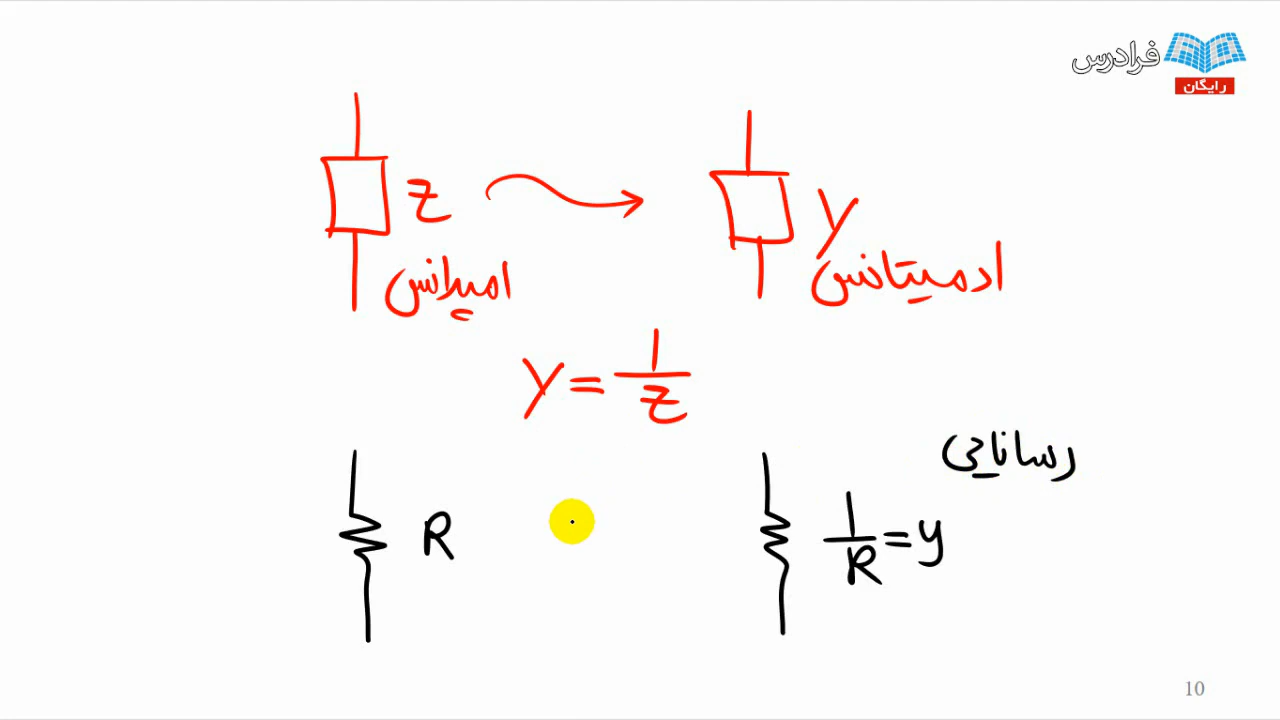 فرادرس
رایگان
z
y
امپدانس
ادمیتانس
y = 1/z
رسانایی
R
1/R = y
10